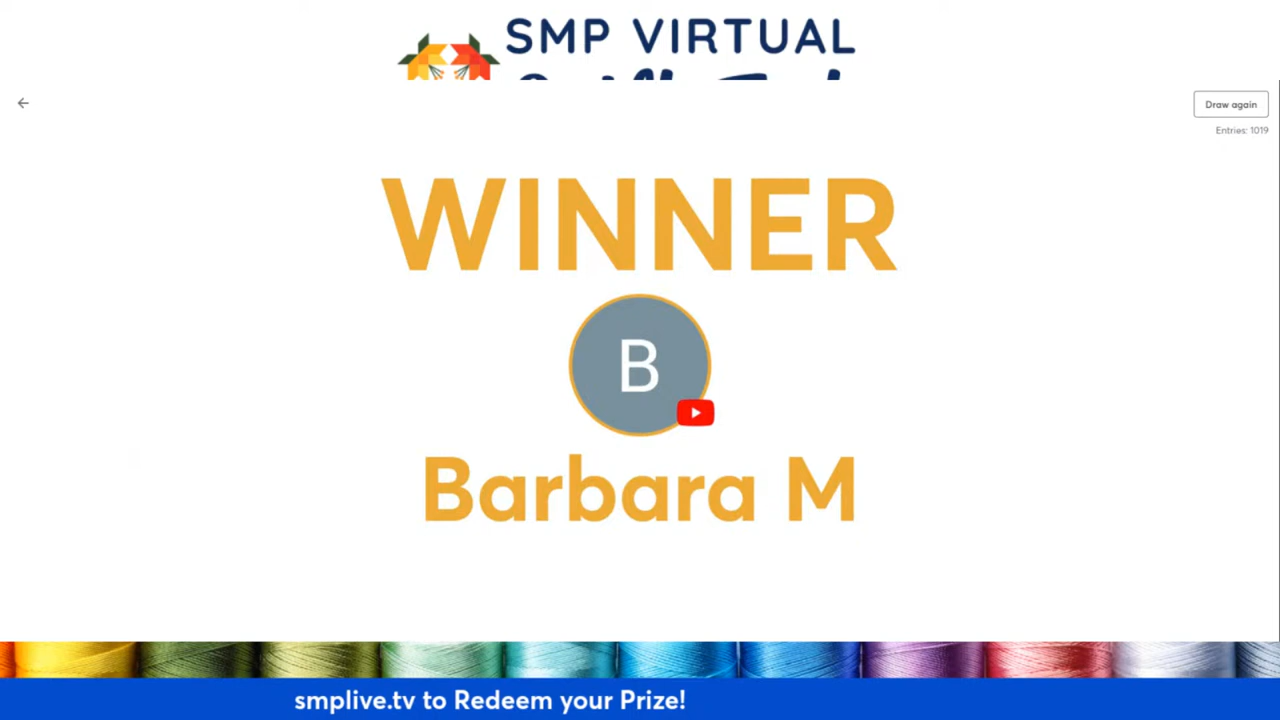 SMP VIRTUAL
Draw again
Entries: 1019
WINNER
B
Barbara M
smplive.tv to Redeem your Prize!